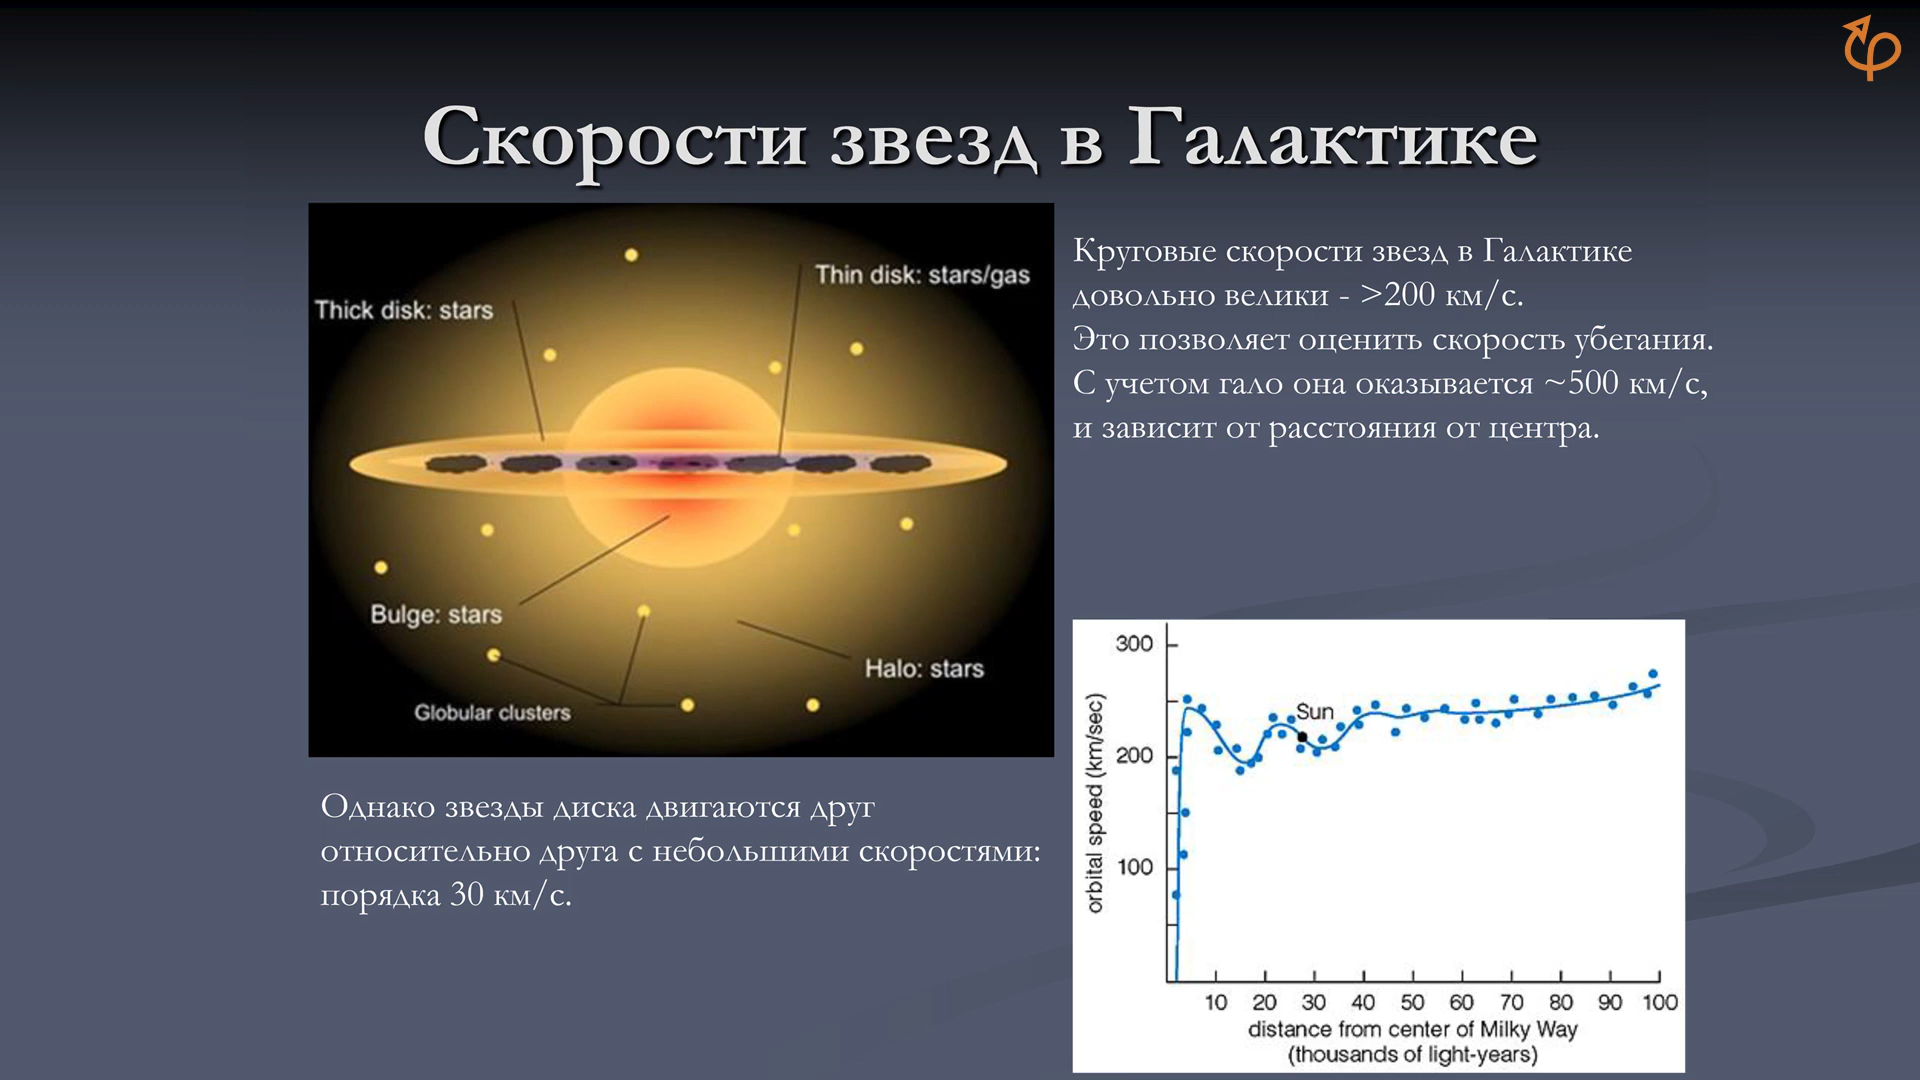 Скорости звезд в Галактике
Thick disk: stars
Thin disk: stars/gas
Bulge: stars
Halo: stars
Globular clusters
Круговые скорости звезд в Галактике
довольно велики - >200 км/с.
Это позволяет оценить скорость убегания.
С учетом гало она оказывается ~500 км/с,
и зависит от расстояния от центра.
Однако звезды диска двигаются друг
относительно друга с небольшими скоростями:
порядка 30 км/с.
300
200
100
orbital speed (km/sec)
Sun
10 20 30 40 50 60 70 80 90 100
distance from center of Milky Way
(thousands of light-years)